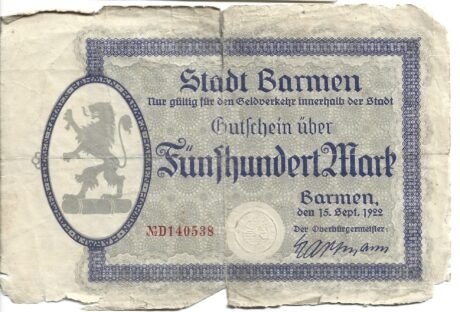 Stadt Barmen
Nur gültig für den Geldverkehr innerhalb der Stadt
Gutschein über
Fünfhundert Mark
Barmen,
den 15. Sept. 1922
Der Oberbürgermeister
№D140538